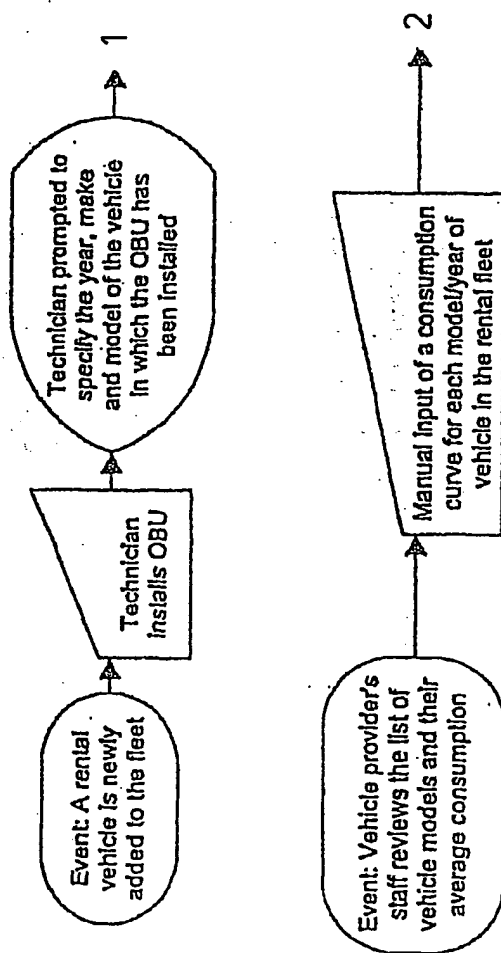 Event: A rental
vehicle is newly
added to the fleet
Technician
installs OBU
Technician prompted to
specify the year, make
and model of the vehicle
in which the OBU has
been installed
1
Event: Vehicle provider's
staff reviews the list of
vehicle models and their
average consumption
Manual input of a consumption
curve for each model/year of
vehicle in the rental fleet
2